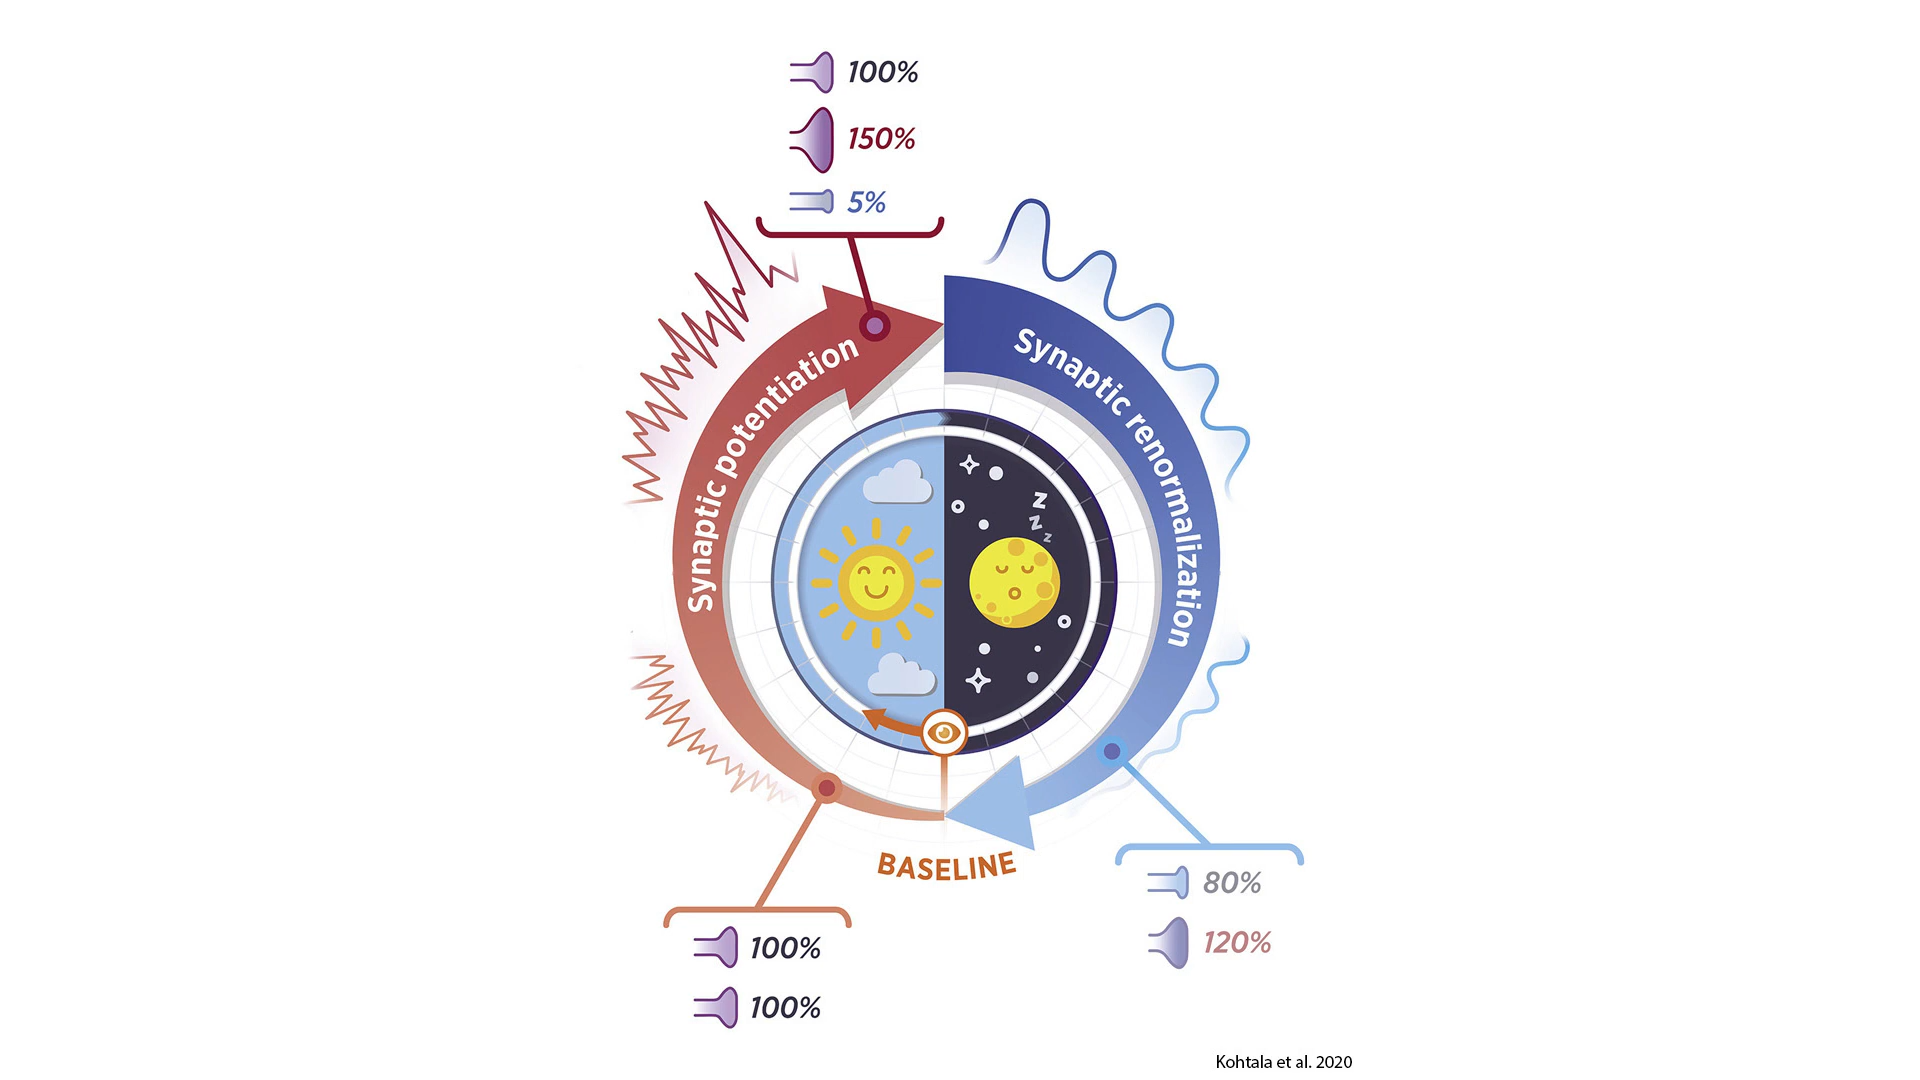 100%
150%
5%
Synaptic potentiation
Synaptic renormalization
Z
Z
Z
BASELINE
80%
120%
100%
100%
Kohtala et al. 2020